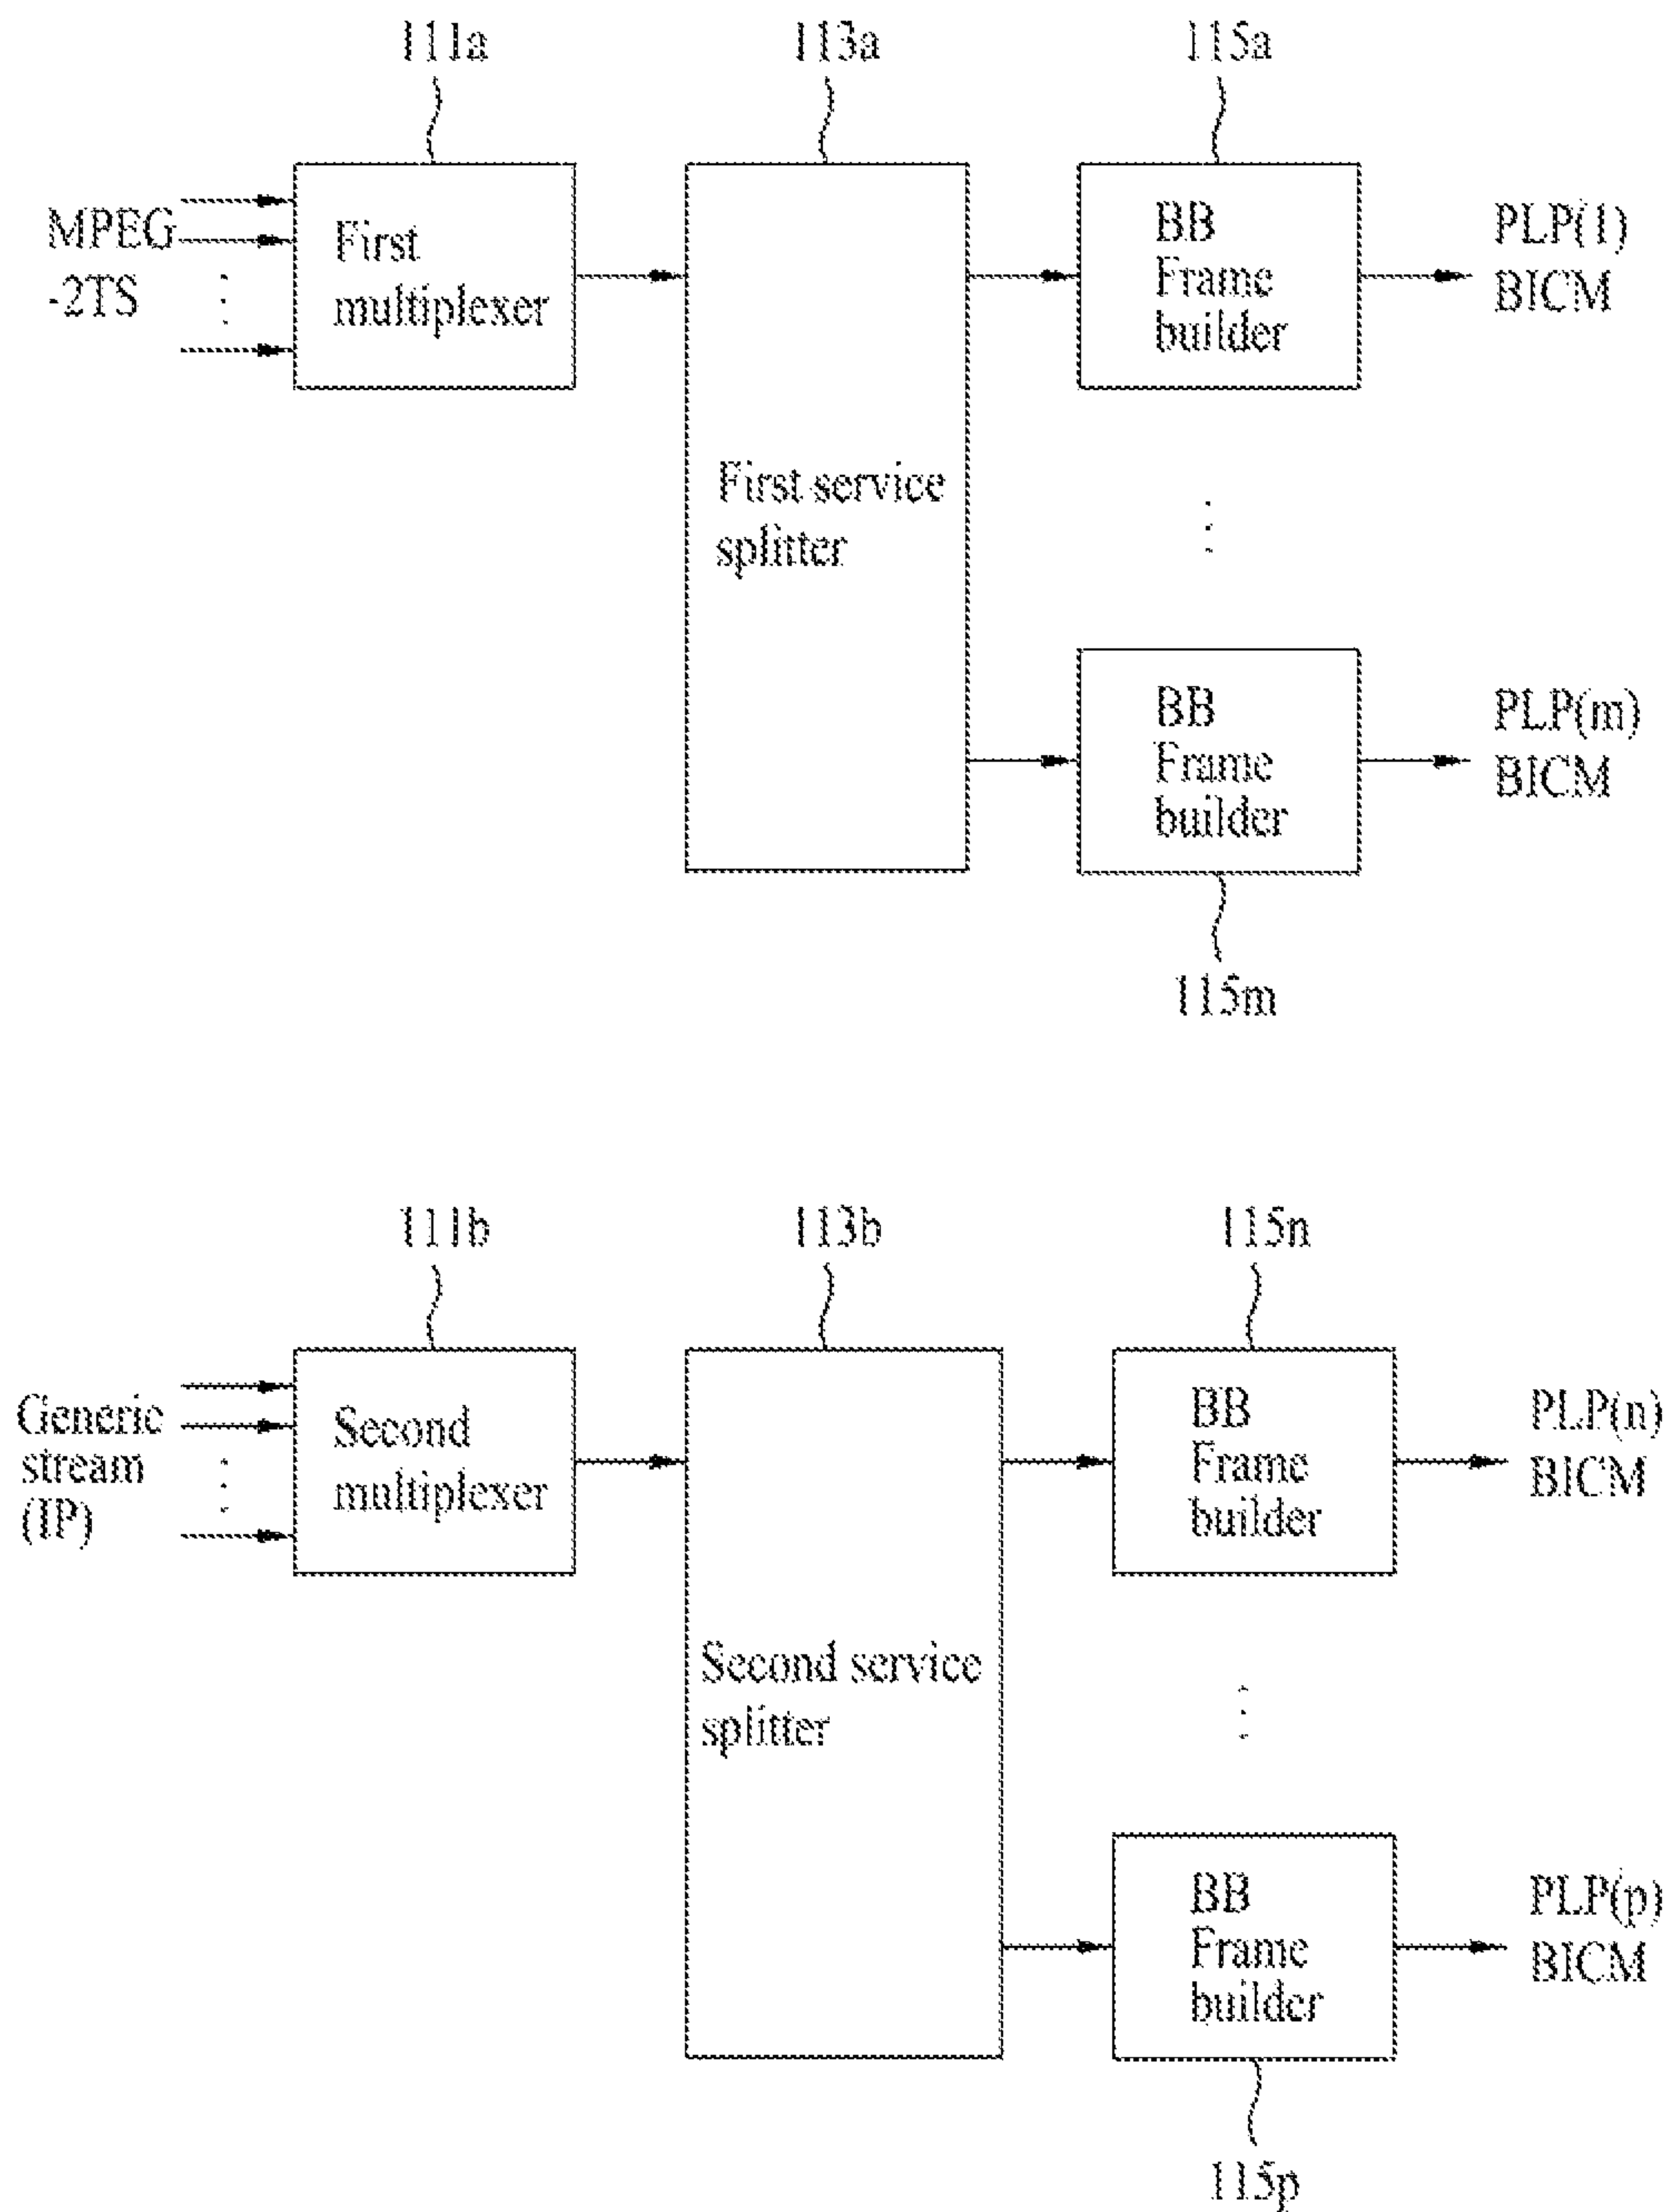 111a
113a
115a
MPEG
-2TS
First
multiplexer
First service
splitter
BB
Frame
builder
PLP(1)
BICM
BB
Frame
builder
PLP(m)
BICM
115m
111b
113b
115n
Generic
stream
(IP)
Second
multiplexer
Second service
splitter
BB
Frame
builder
PLP(n)
BICM
BB
Frame
builder
PLP(p)
BICM
115p